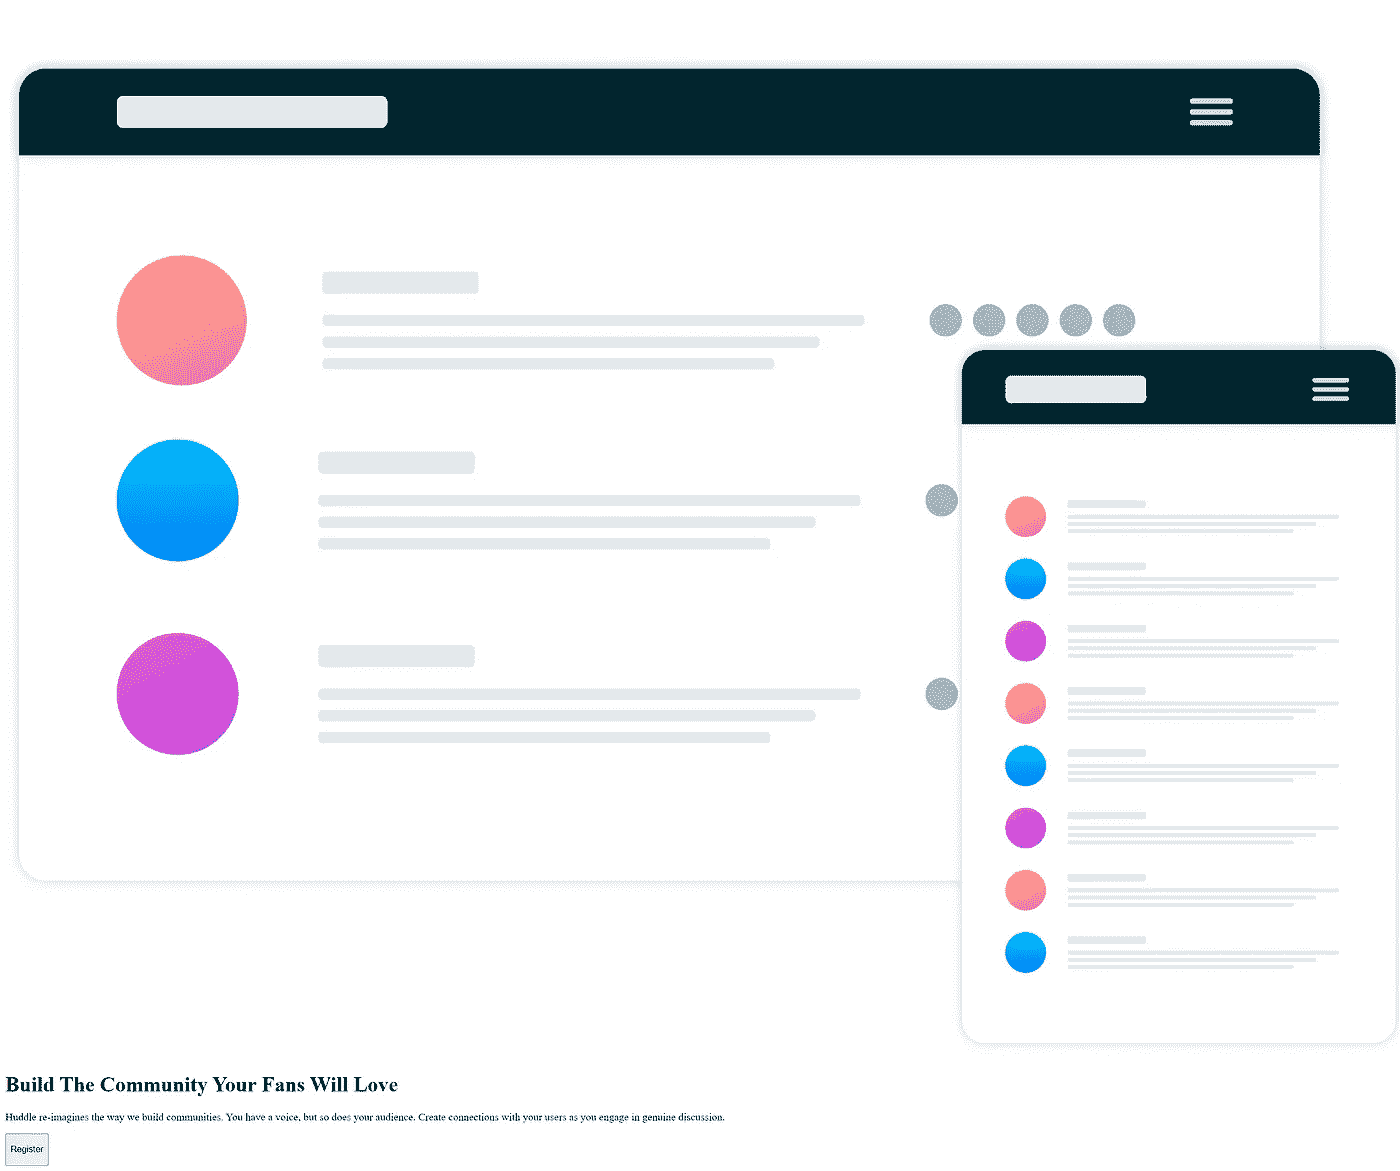 Build The Community Your Fans Will Love
Huddle re-imagines the way we build communities. You have a voice, but so does your audience. Create connections with your users as you engage in genuine discussion.
Register